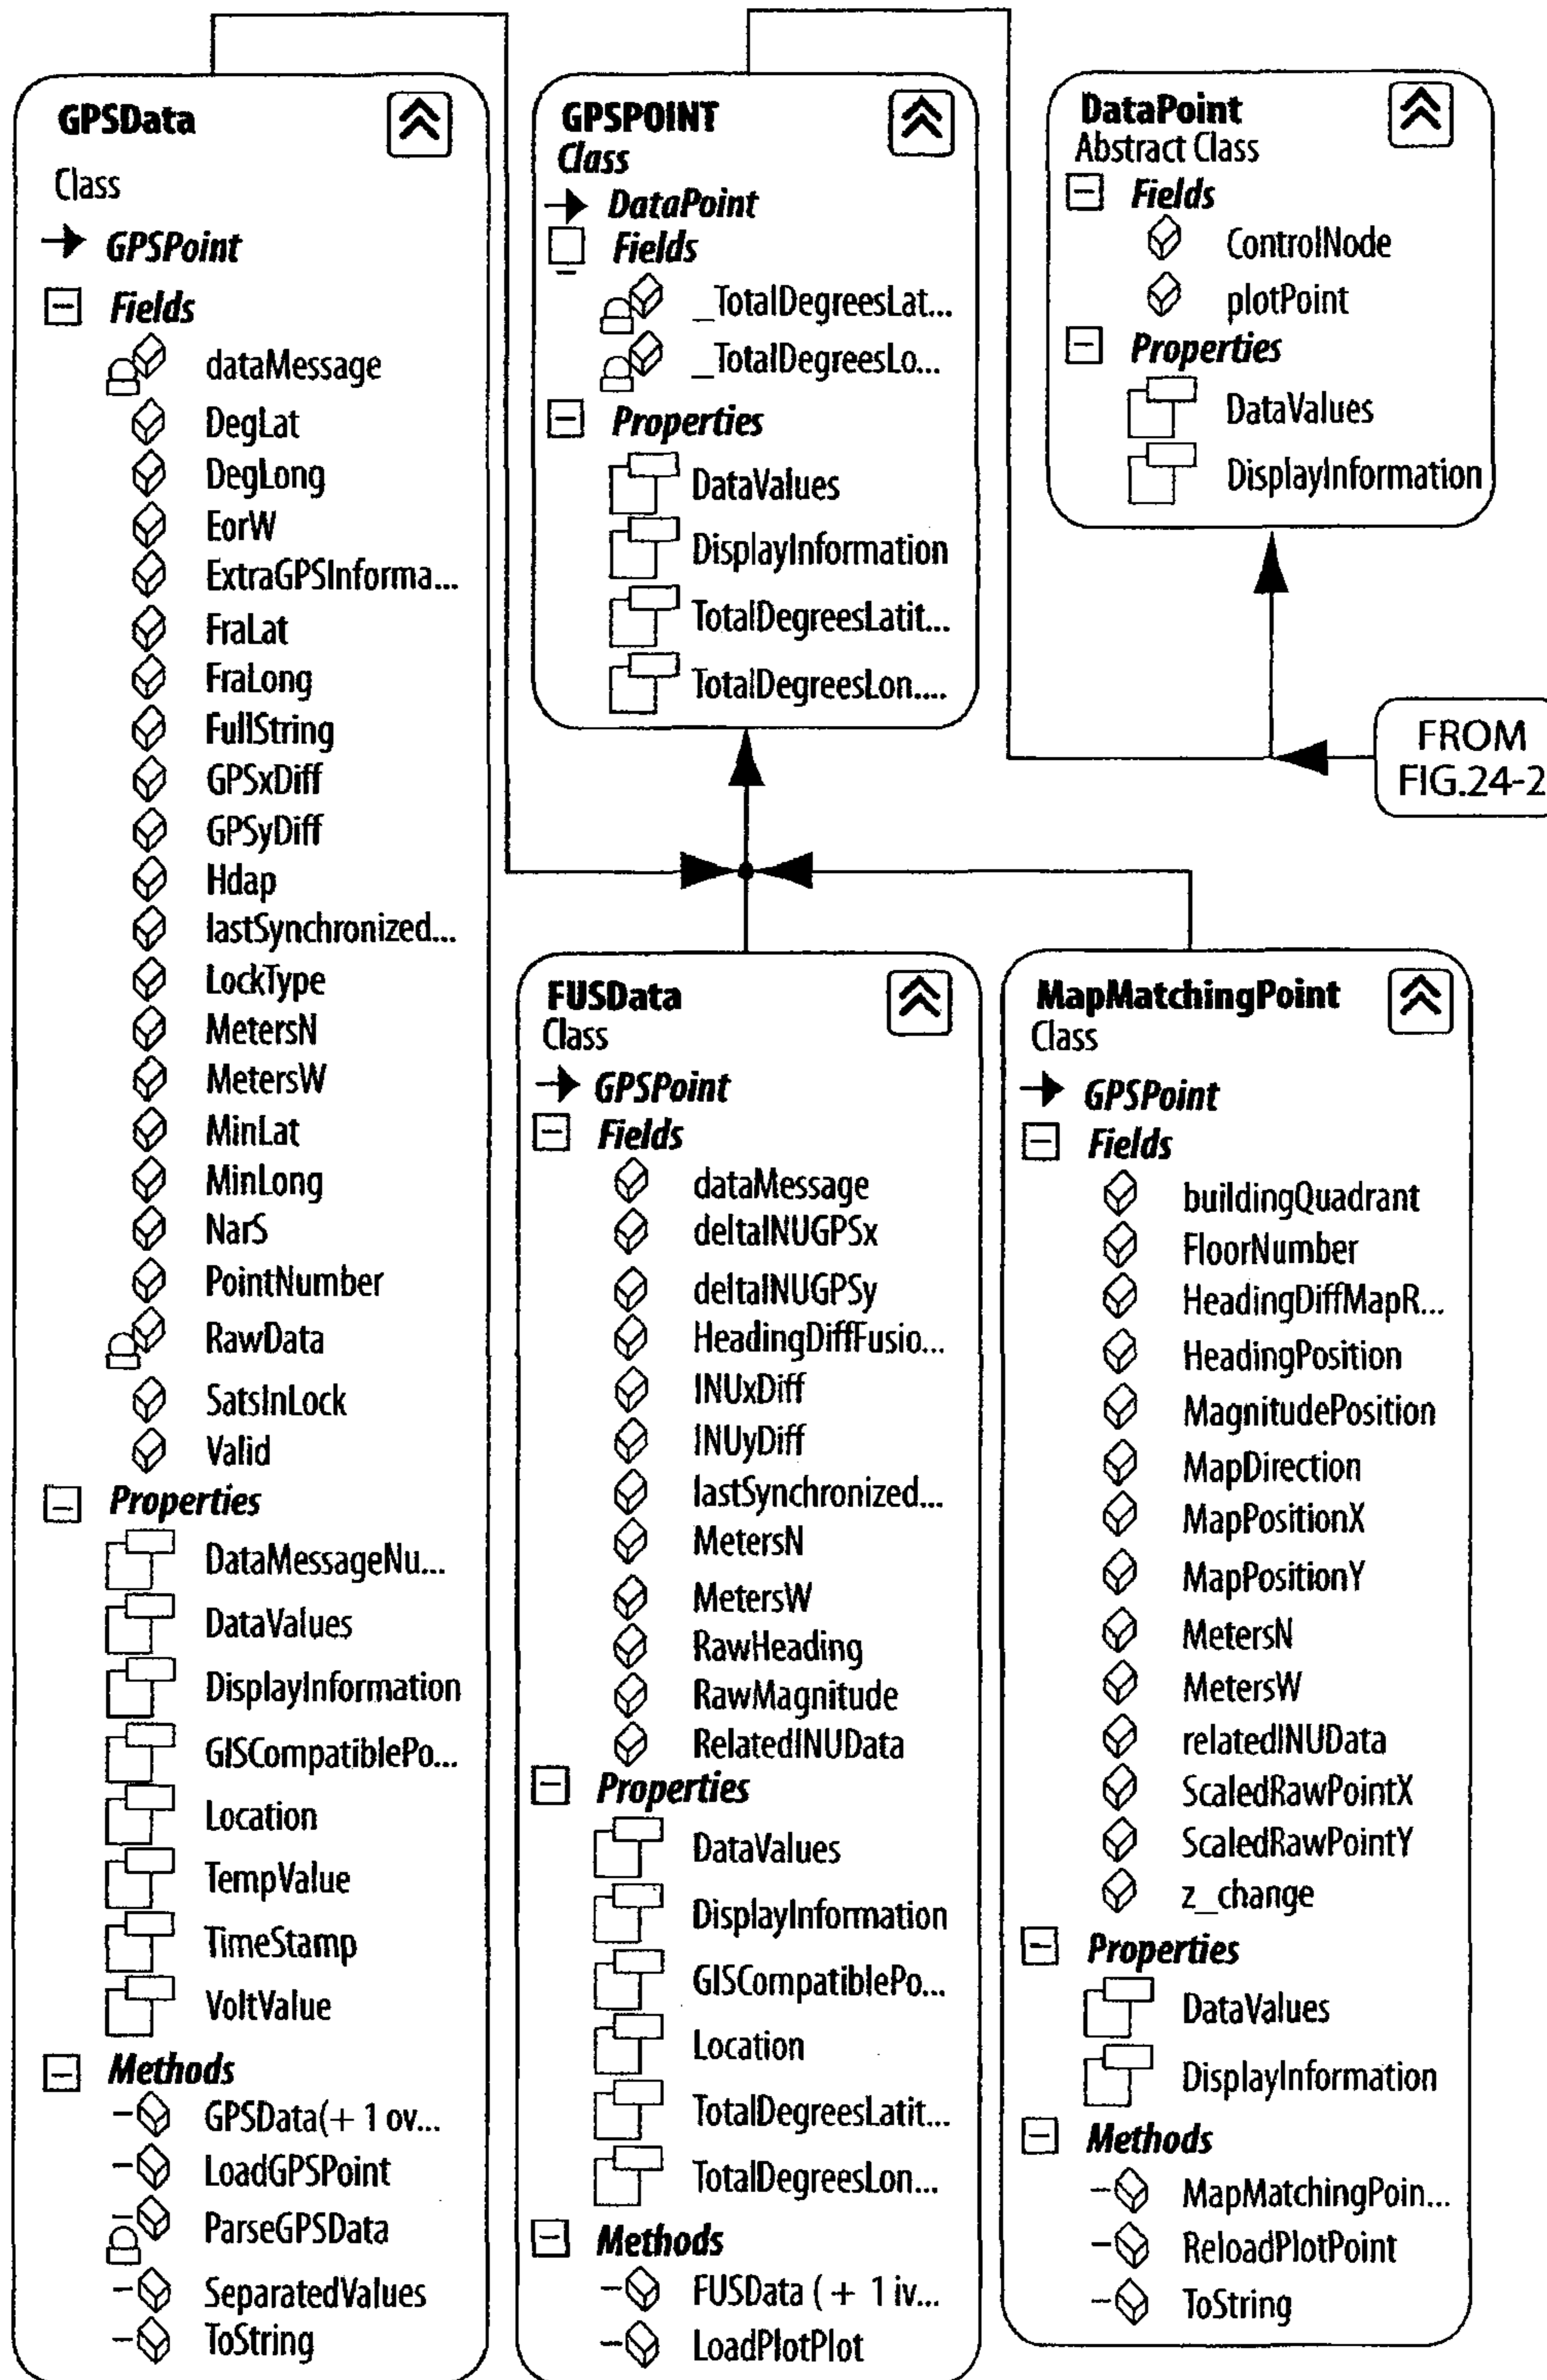 GPSData
Class
GPSPoint
Fields
dataMessage
DegLat
DegLong
EorW
ExtraGPSInforma...
FraLat
FraLong
FullString
GPSxDiff
GPSyDiff
Hdap
lastSynchronized...
LockType
MetersN
MetersW
MinLat
MinLong
NarS
PointNumber
RawData
SatsInLock
Valid
Properties
DataMessageNu...
DataValues
DisplayInformation
GISCompatiblePo...
Location
TempValue
TimeStamp
VoltValue
Methods
GPSData(+ 1 ov...
LoadGPSPoint
ParseGPSData
SeparatedValues
ToString
GPSPOINT
Class
DataPoint
Fields
_TotalDegreesLat...
_TotalDegreesLo...
Properties
DataValues
DisplayInformation
TotalDegreesLatit...
TotalDegreesLon....
DataPoint
Abstract Class
Fields
ControlNode
plotPoint
Properties
DataValues
DisplayInformation
FROM
FIG.24-2
FUSData
Class
GPSPoint
Fields
dataMessage
deltaINUGPSx
deltaINUGPSy
HeadingDiffFusio...
INUxDiff
INUyDiff
lastSynchronized...
MetersN
MetersW
RawHeading
RawMagnitude
RelatedINUData
Properties
DataValues
DisplayInformation
GISCompatiblePo...
Location
TotalDegreesLatit...
TotalDegreesLon...
Methods
FUSData ( + 1 iv...
LoadPlotPlot
MapMatchingPoint
Class
GPSPoint
Fields
buildingQuadrant
FloorNumber
HeadingDiffMapR...
HeadingPosition
MagnitudePosition
MapDirection
MapPositionX
MapPositionY
MetersN
MetersW
relatedINUData
ScaledRawPointX
ScaledRawPointY
z_change
Properties
DataValues
DisplayInformation
Methods
MapMatchingPoin...
ReloadPlotPoint
ToString